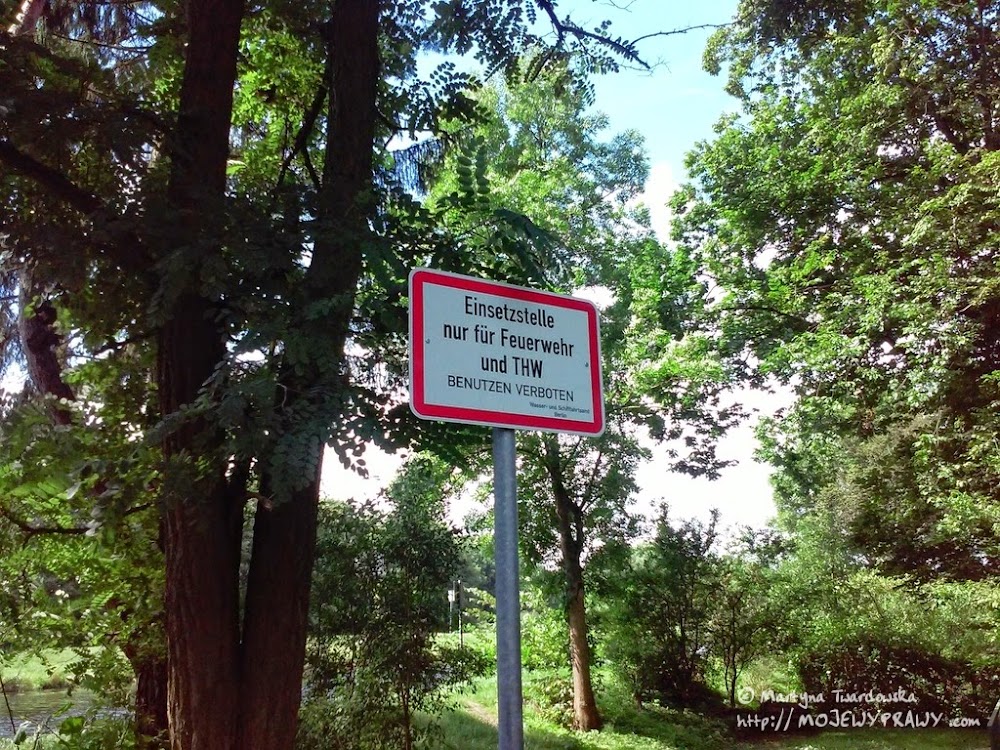 Einsetzstelle
nur für Feuerwehr
und THW
BENUTZEN VERBOTEN
Wasser- und Schifffahrtsamt
Berlin
© Martyna Twardowska
http://MOJEWYPRAWY.com